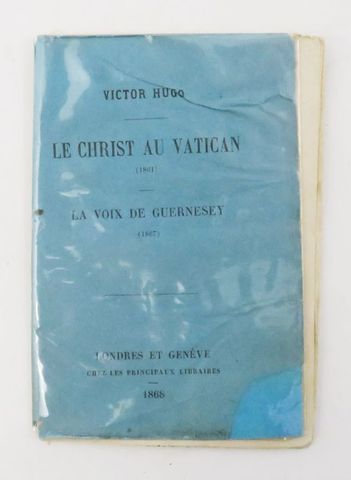 VICTOR HUGO
LE CHRIST AU VATICAN
(1861)
LA VOIX DE GUERNESEY
(1867)
LONDRES ET GENÈVE
CHEZ LES PRINCIPAUX LIBRAIRES
1868